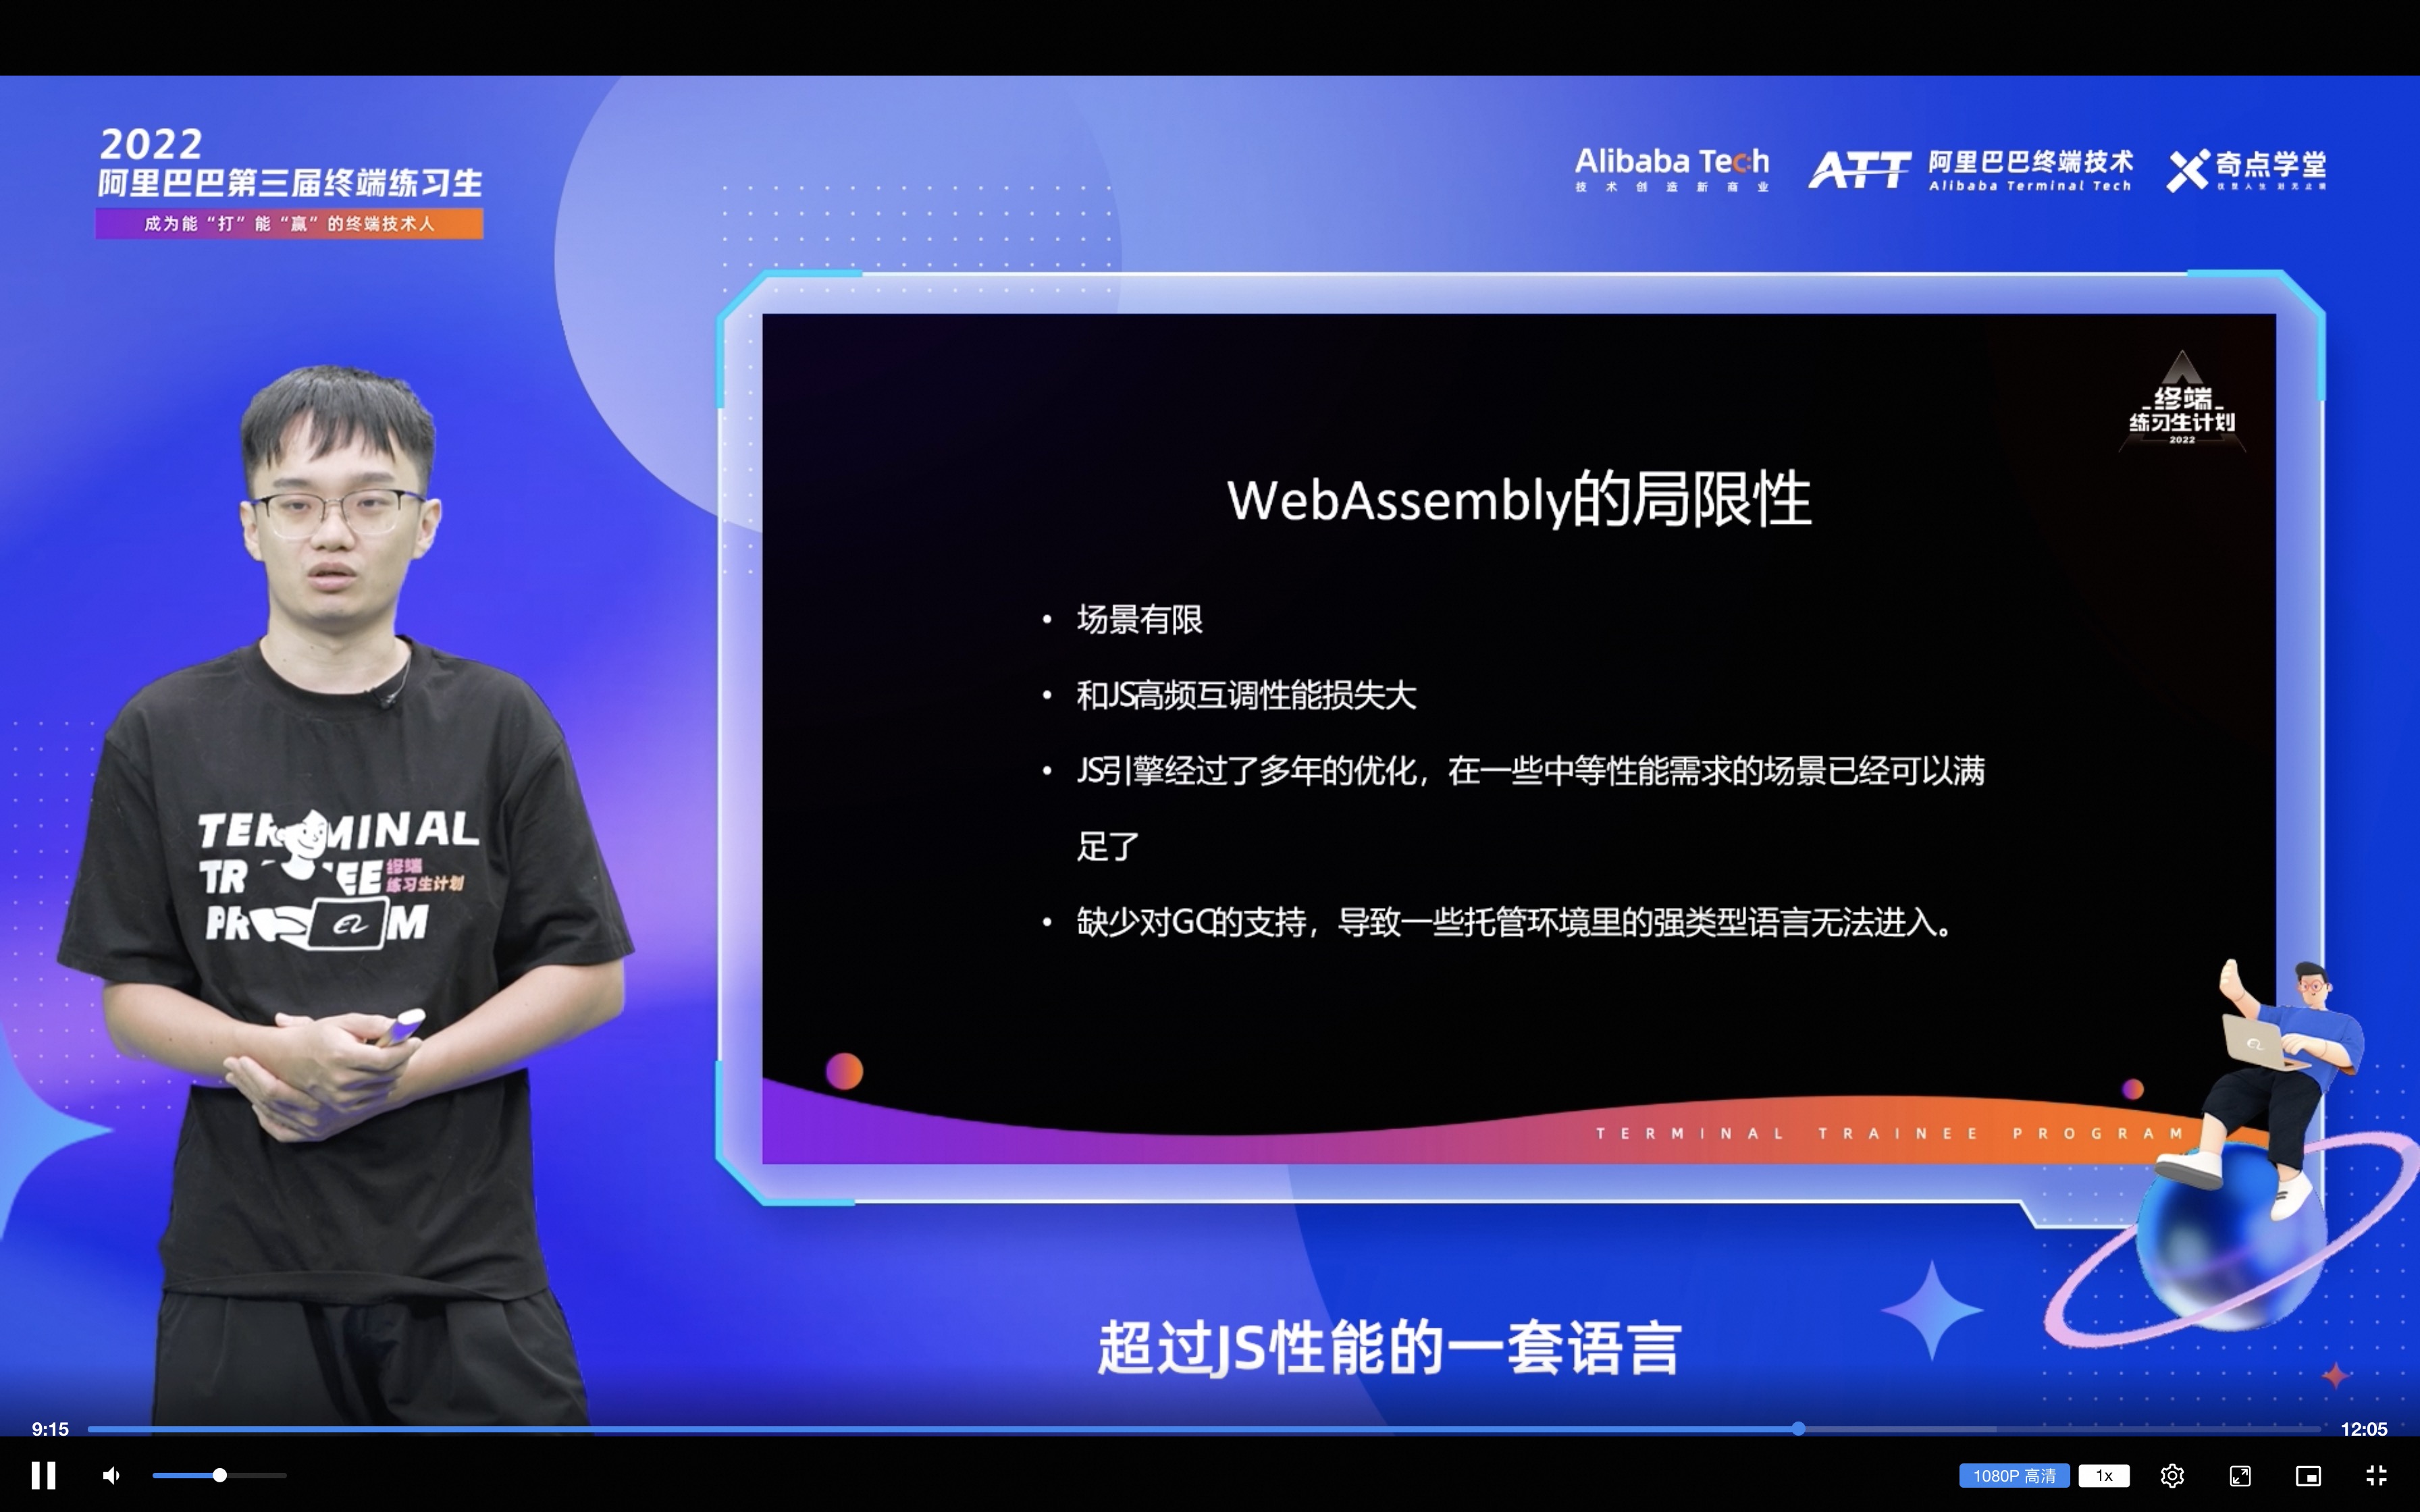 2022
阿里巴巴第三届终端练习生
成为能“打”能“赢”的终端技术人
Alibaba Tech
技术创造新商业
ATT
阿里巴巴终端技术
Alibaba Terminal Tech
奇点学堂
终端
练习生计划
2022
WebAssembly的局限性
• 场景有限
• 和JS高频互调性能损失大
• JS引擎经过了多年的优化，在一些中等性能需求的场景已经可以满
足了
• 缺少对GC的支持，导致一些托管环境里的强类型语言无法进入。
TERMINAL TRAINEE PROGRAM
TERMINAL
终端
练习生计划
超过JS性能的一套语言
9:15
12:05
1080P 高清
1x